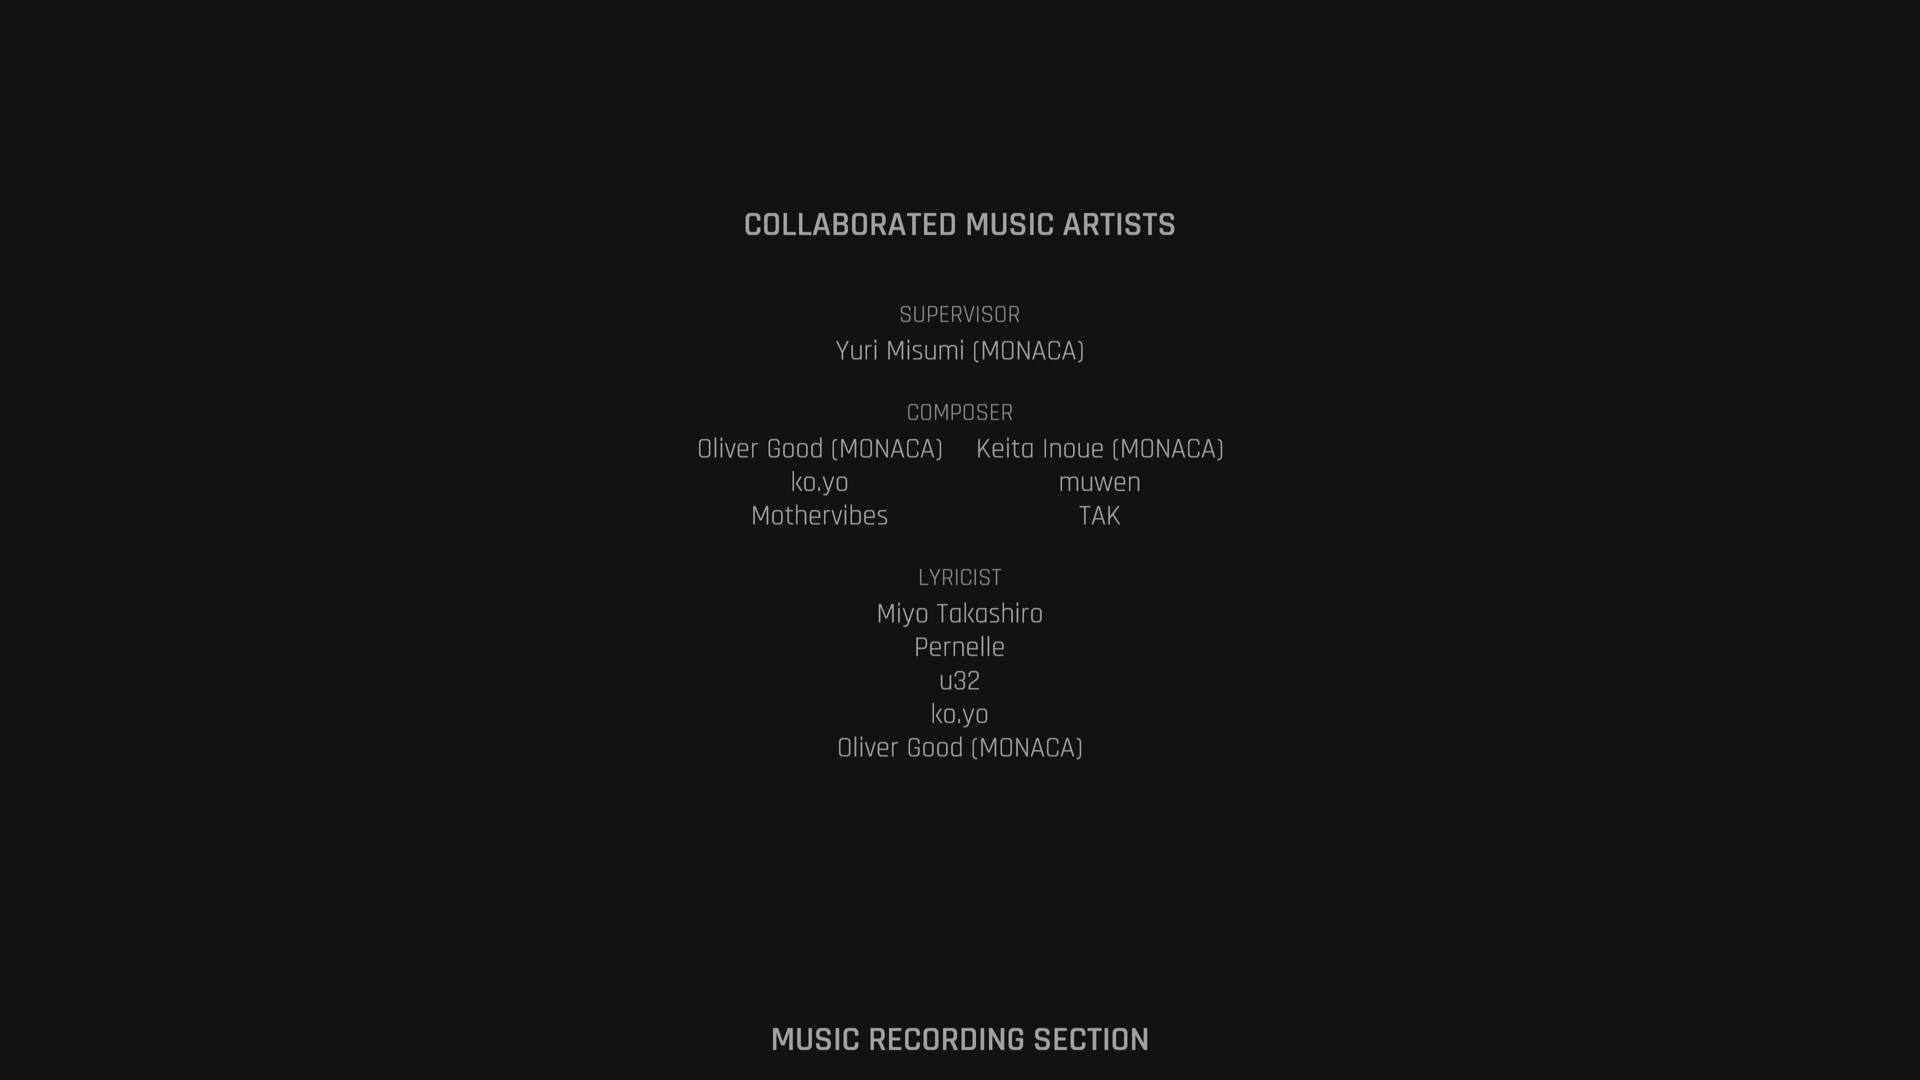 COLLABORATED MUSIC ARTISTS
SUPERVISOR
Yuri Misumi (MONACA)
COMPOSER
Oliver Good (MONACA) Keita Inoue (MONACA)
ko.yo muwen
Mothervibes TAK
LYRICIST
Miyo Takashiro
Pernelle
u32
ko.yo
Oliver Good (MONACA)
MUSIC RECORDING SECTION